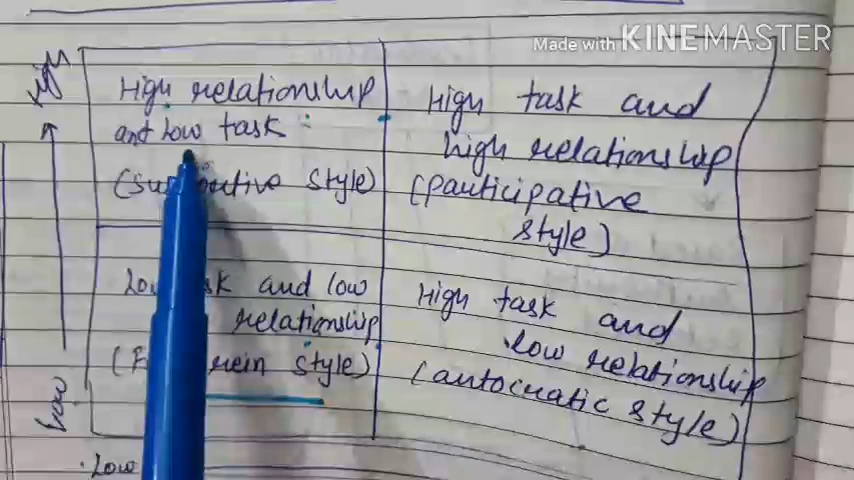 Made with KINEMASTER
High
High relationship
and low task :
style)
High task and
high relationship
(participative
style)
and low
relationship
rein style)
High task and
low relationship
(autocratic style)
Low
Low